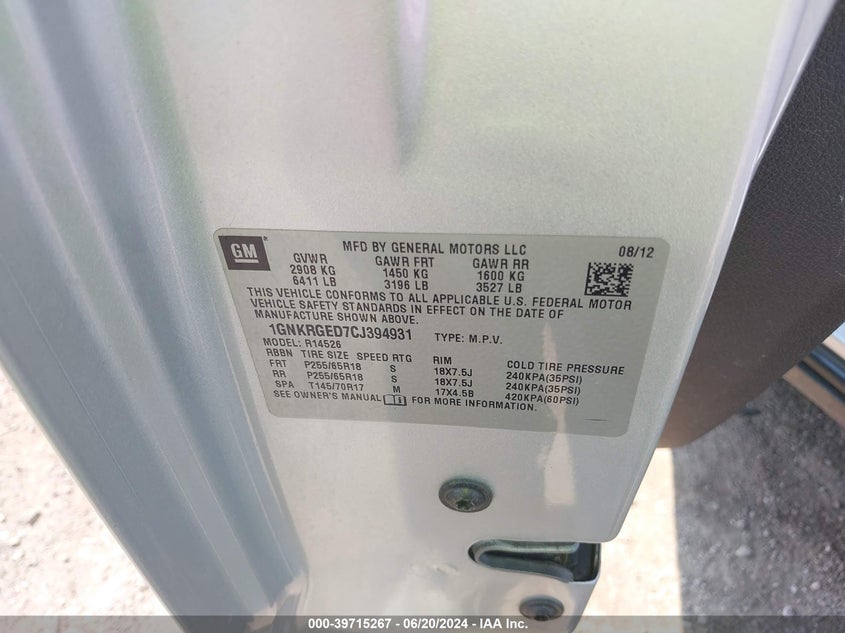 GM
MFD BY GENERAL MOTORS LLC 08/12
GVWR GAWR FRT GAWR RR
2908 KG 1450 KG 1600 KG
6411 LB 3196 LB 3527 LB
THIS VEHICLE CONFORMS TO ALL APPLICABLE U.S. FEDERAL MOTOR
VEHICLE SAFETY STANDARDS IN EFFECT ON THE DATE OF
MANUFACTURE SHOWN ABOVE.
1GNKRGED7CJ394931 TYPE: M.P.V.
MODEL: R14526
RBBN TIRE SIZE SPEED RTG RIM COLD TIRE PRESSURE
FRT P255/65R18 S 18X7.5J 240KPA(35PSI)
RR P255/65R18 S 18X7.5J 240KPA(35PSI)
SPA T145/70R17 M 17X4.5B 420KPA(60PSI)
SEE OWNER'S MANUAL FOR MORE INFORMATION.
000-39715267 - 06/20/2024 - IAA Inc.